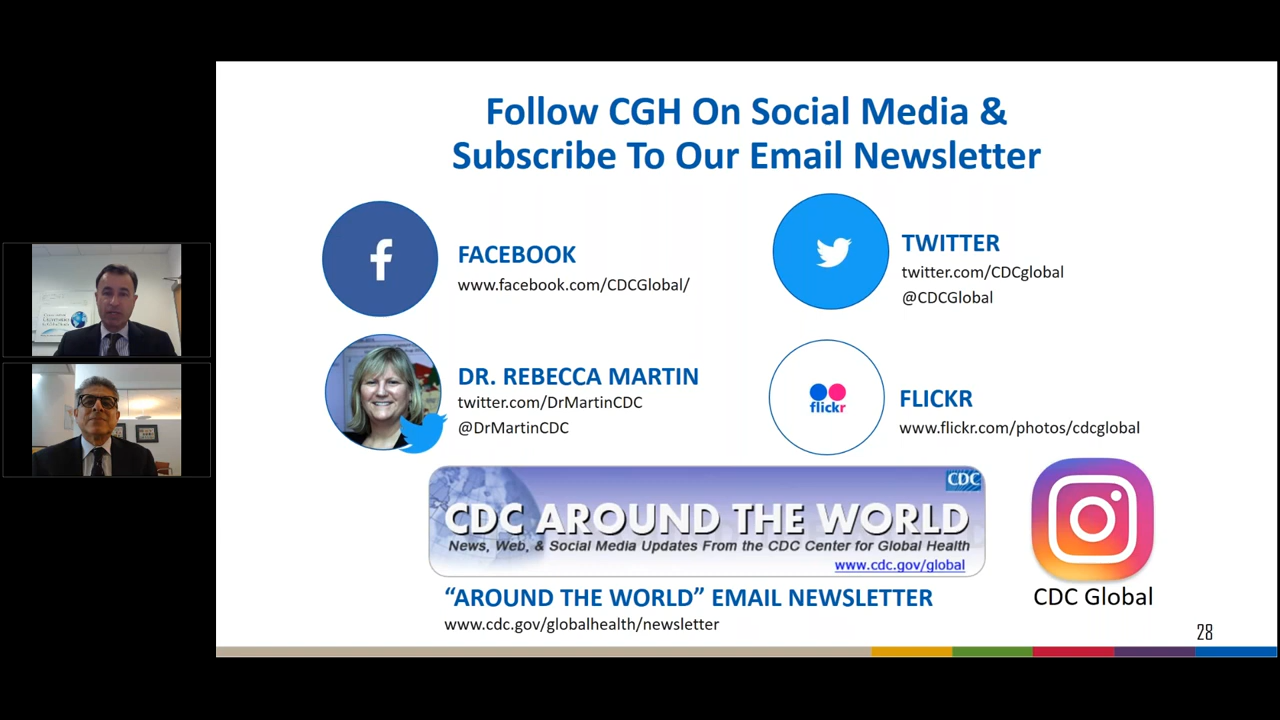 Follow CGH On Social Media &
Subscribe To Our Email Newsletter
FACEBOOK
www.facebook.com/CDCGlobal/
TWITTER
twitter.com/CDCglobal
@CDCGlobal
DR. REBECCA MARTIN
twitter.com/DrMartinCDC
@DrMartinCDC
flickr
FLICKR
www.flickr.com/photos/cdcglobal
CDC
CDC AROUND THE WORLD
News, Web, & Social Media Updates From the CDC Center for Global Health
www.cdc.gov/global
“AROUND THE WORLD” EMAIL NEWSLETTER
www.cdc.gov/globalhealth/newsletter
CDC Global
28